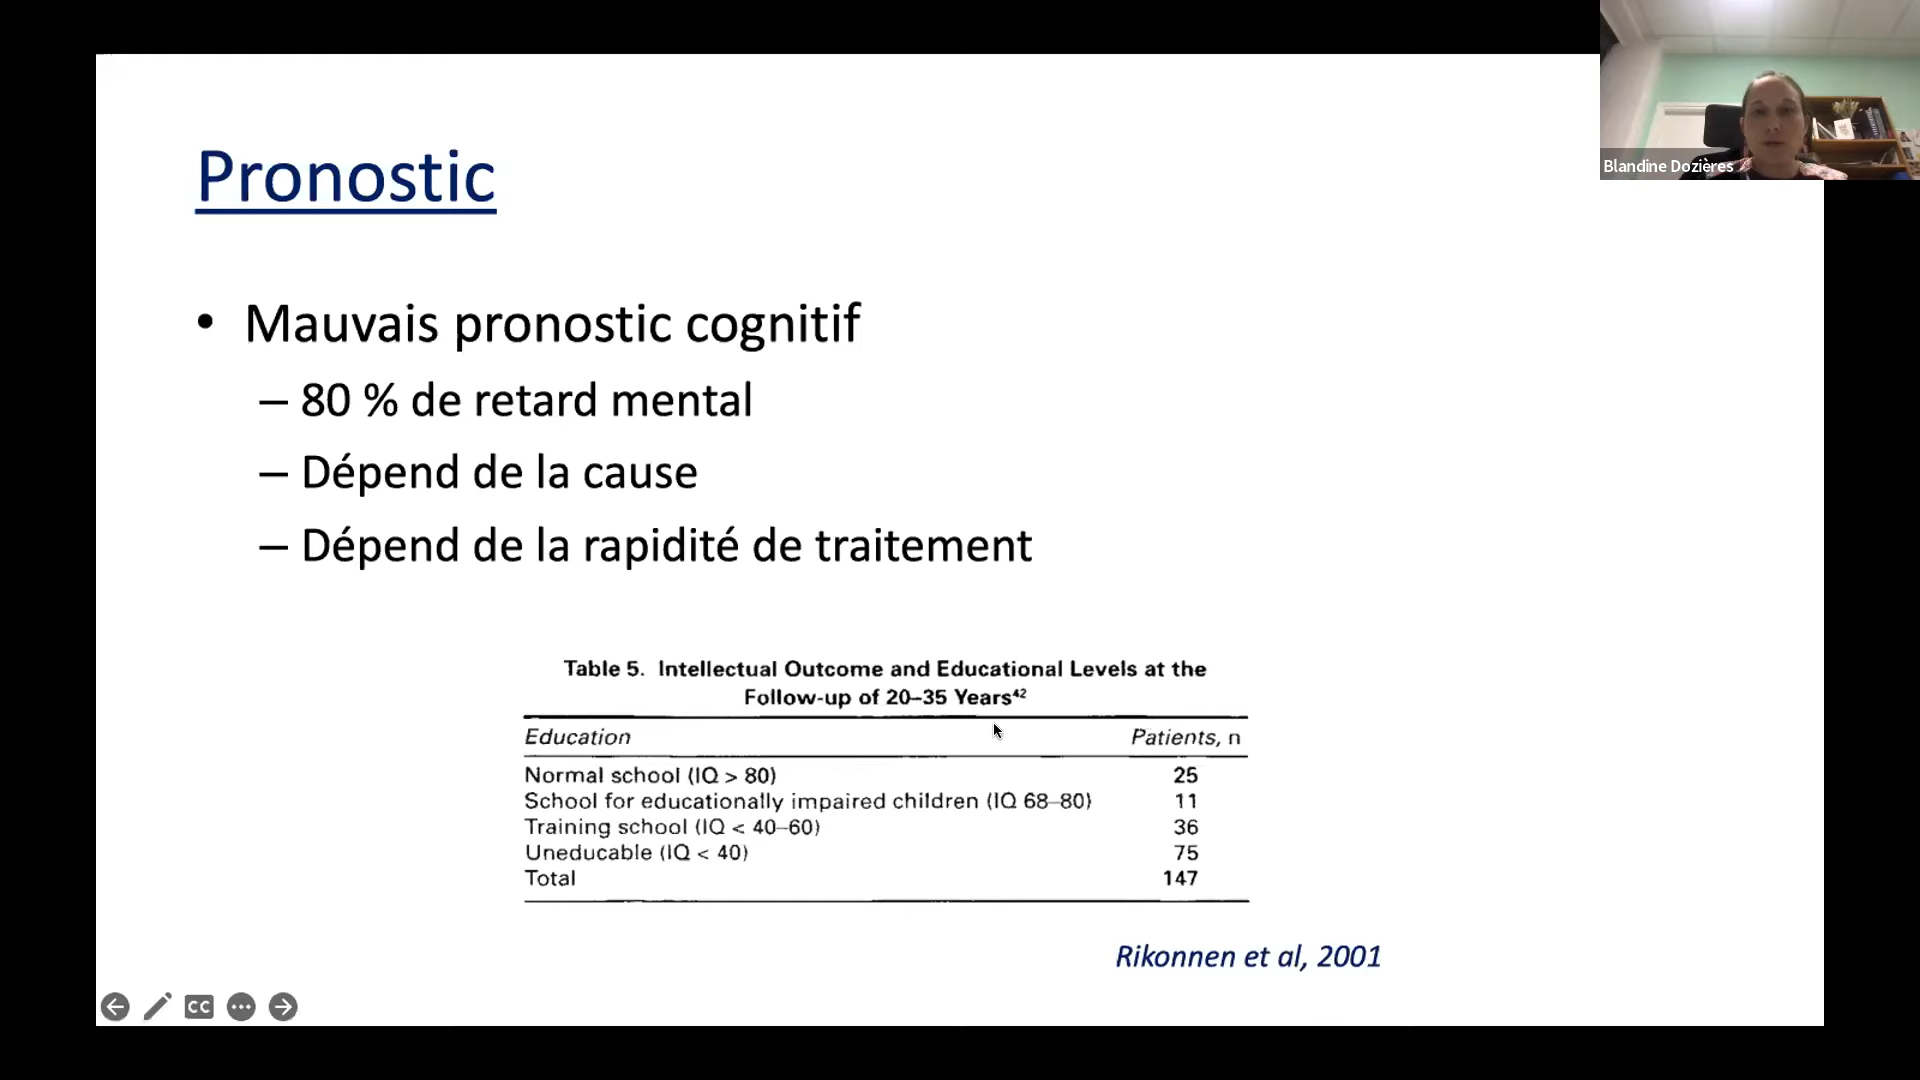 Blandine Dozières
Pronostic
• Mauvais pronostic cognitif
– 80 % de retard mental
– Dépend de la cause
– Dépend de la rapidité de traitement
Table 5. Intellectual Outcome and Educational Levels at the
Follow-up of 20–35 Years⁴²
Education Patients, n
Normal school (IQ > 80) 25
School for educationally impaired children (IQ 68–80) 11
Training school (IQ < 40–60) 36
Uneducable (IQ < 40) 75
Total 147
Rikonnen et al, 2001
CC